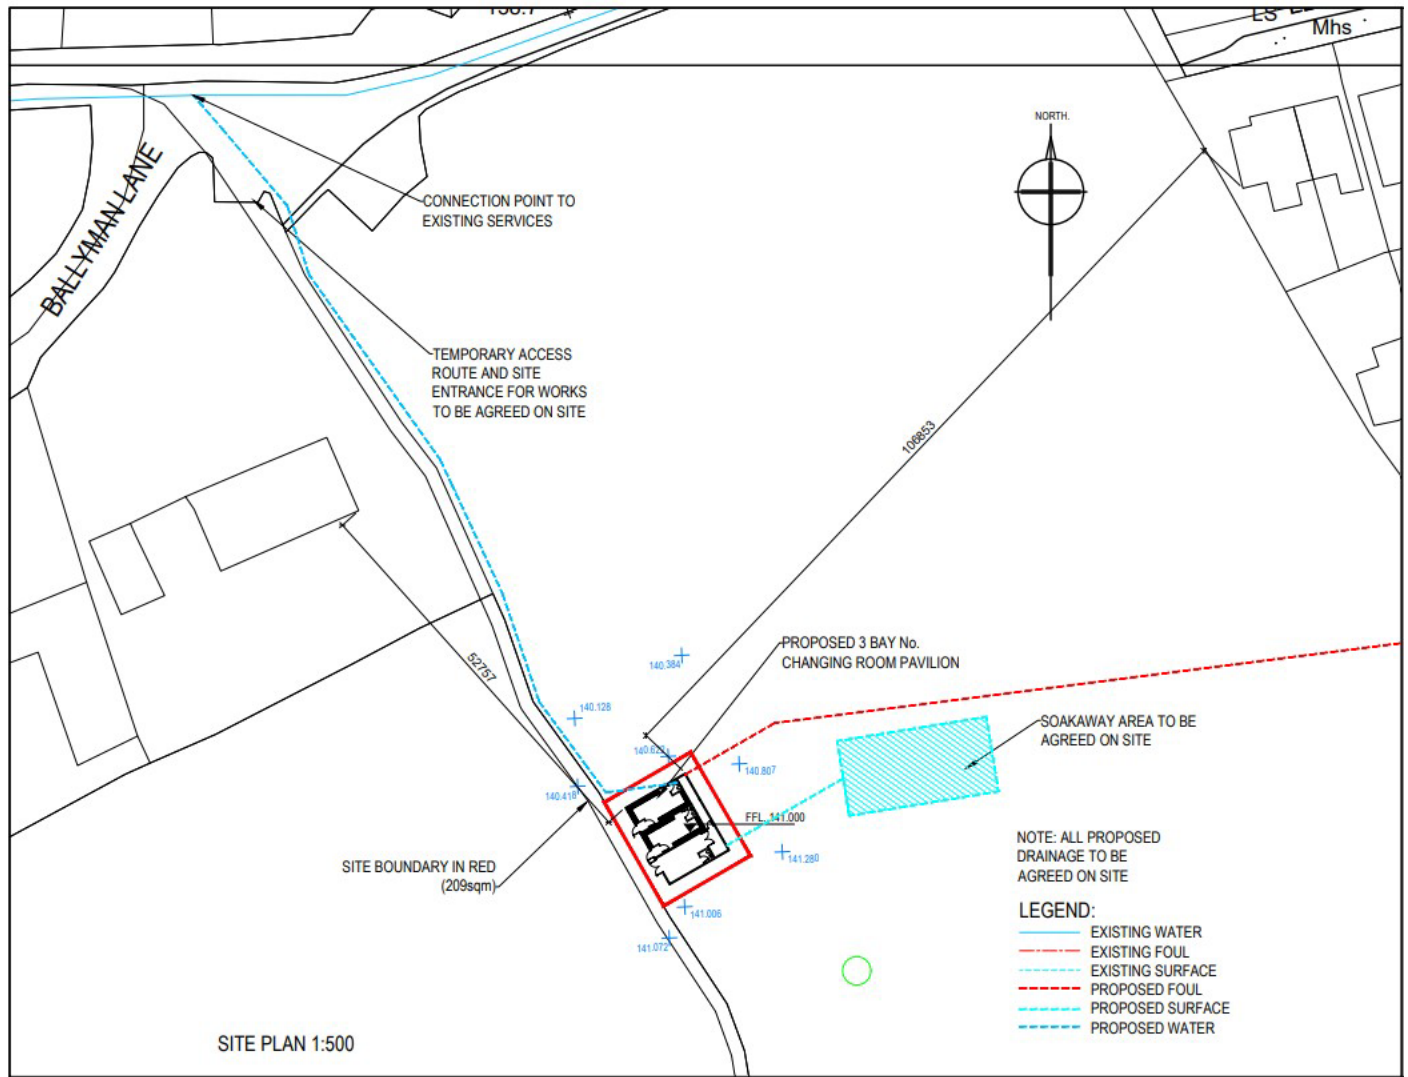 LS
Mhs
NORTH.
BALLYMAN LANE
CONNECTION POINT TO
EXISTING SERVICES
TEMPORARY ACCESS
ROUTE AND SITE
ENTRANCE FOR WORKS
TO BE AGREED ON SITE
106853
52757
PROPOSED 3 BAY No.
CHANGING ROOM PAVILION
140.384
140.128
SOAKAWAY AREA TO BE
AGREED ON SITE
140.807
FFL. 141.000
141.280
SITE BOUNDARY IN RED
(209sqm)
141.006
141.072
NOTE: ALL PROPOSED
DRAINAGE TO BE
AGREED ON SITE
LEGEND:
EXISTING WATER
EXISTING FOUL
EXISTING SURFACE
PROPOSED FOUL
PROPOSED SURFACE
PROPOSED WATER
SITE PLAN 1:500